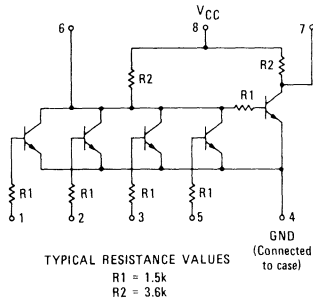 VCC
6 8 7
R2 R2
R1
R1 R1 R1 R1
1 2 3 5 4
GND
(Connected
to case)
TYPICAL RESISTANCE VALUES
R1 = 1.5k
R2 = 3.6k